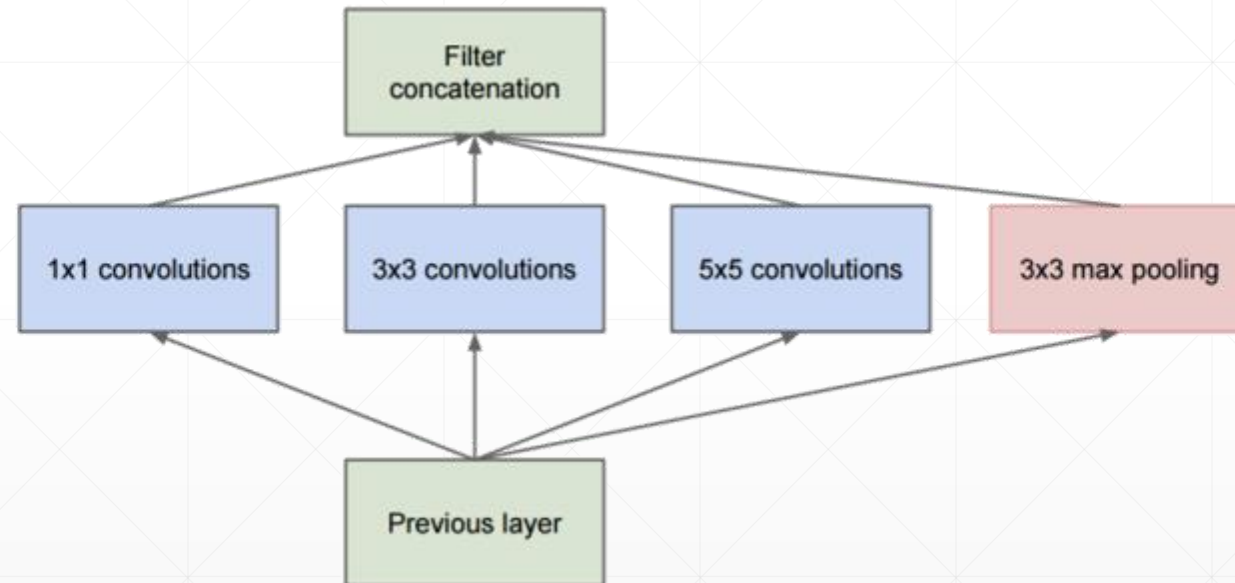 Filter
concatenation
1x1 convolutions
3x3 convolutions
5x5 convolutions
3x3 max pooling
Previous layer